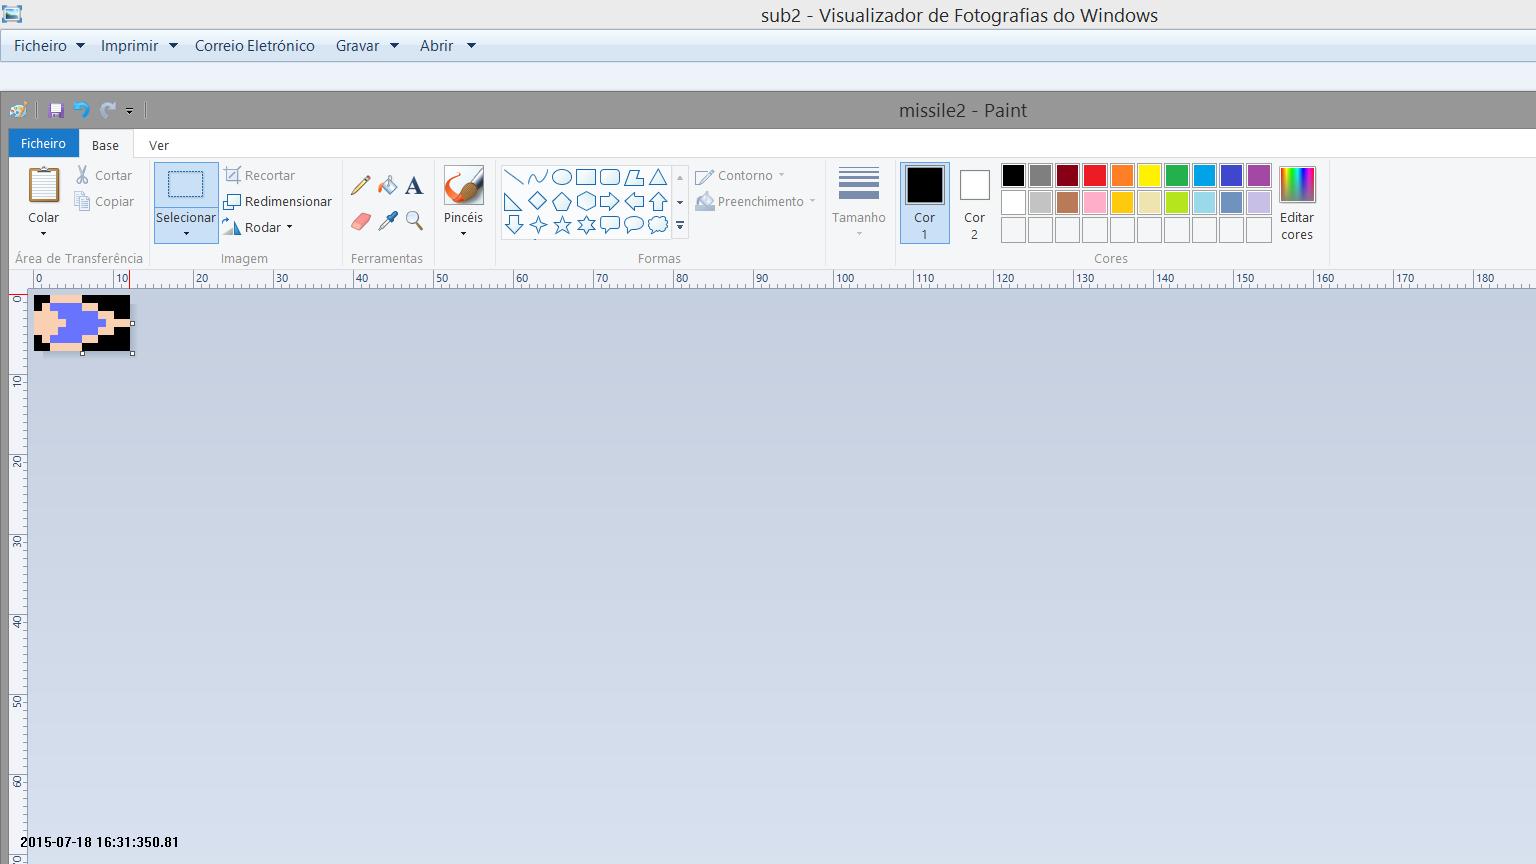 sub2 - Visualizador de Fotografias do Windows
Ficheiro Imprimir Correio Eletrónico Gravar Abrir
missile2 - Paint
Ficheiro Base Ver
Colar
Cortar
Copiar
Área de Transferência
Selecionar
Recortar
Redimensionar
Rodar
Imagem
A
Ferramentas
Pincéis
Contorno
Preenchimento
Formas
Tamanho
Cor 1
Cor 2
Editar cores
Cores
0 10 20 30 40 50 60 70 80 90 100 110 120 130 140 150 160 170 180
0
10
20
30
40
50
60
70
2015-07-18 16:31:350.81